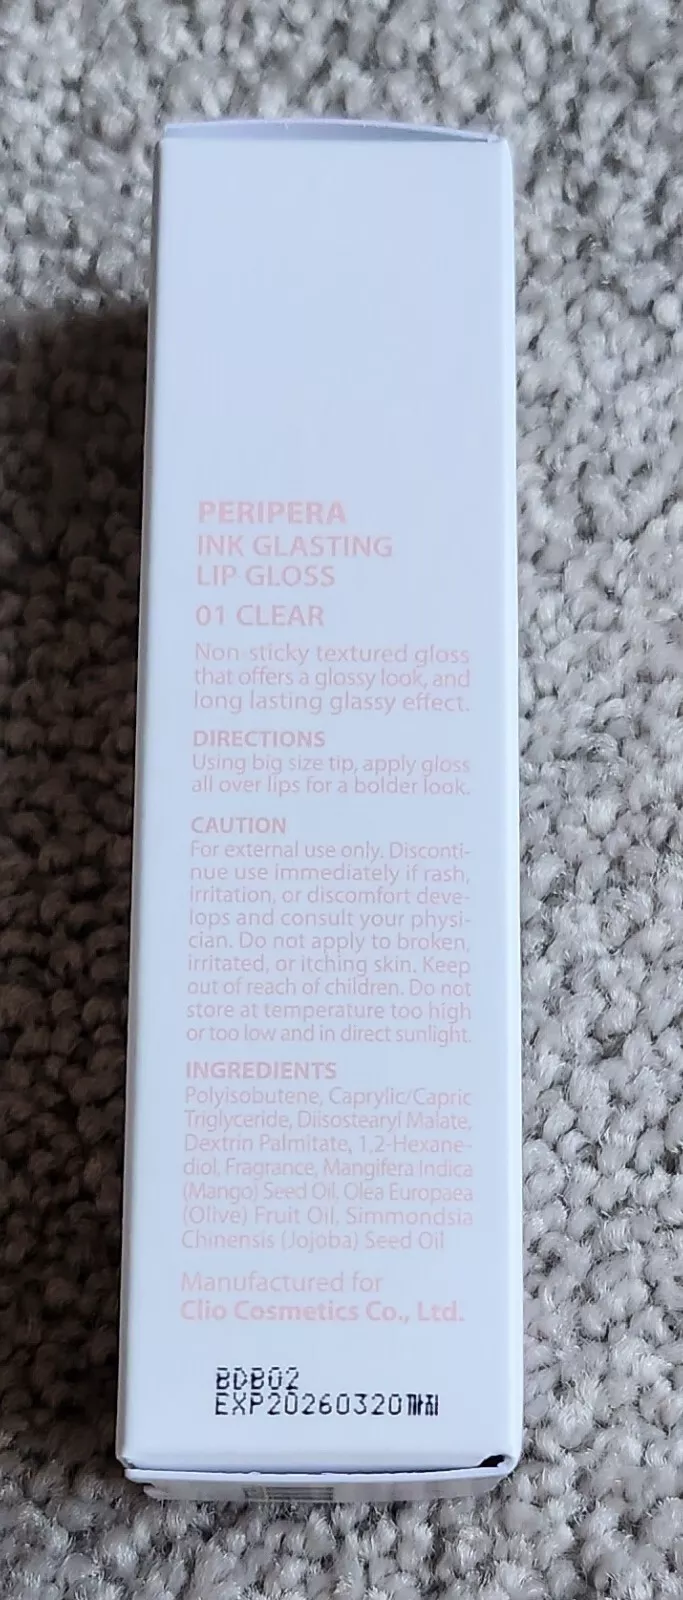 PERIPERA
INK GLASTING
LIP GLOSS
01 CLEAR
Non-sticky textured gloss
that offers a glossy look, and
long lasting glassy effect.
DIRECTIONS
Using big size tip, apply gloss
all over lips for a bolder look.
CAUTION
For external use only. Disconti-
nue use immediately if rash,
irritation, or discomfort deve-
lops and consult your physi-
cian. Do not apply to broken,
irritated, or itching skin. Keep
out of reach of children. Do not
store at temperature too high
or too low and in direct sunlight.
INGREDIENTS
Polyisobutene, Caprylic/Capric
Triglyceride, Diisostearyl Malate,
Dextrin Palmitate, 1,2-Hexane-
diol, Fragrance, Mangifera Indica
(Mango) Seed Oil, Olea Europaea
(Olive) Fruit Oil, Simmondsia
Chinensis (Jojoba) Seed Oil
Manufactured for
Clio Cosmetics Co., Ltd.
BDB02
EXP20260320까지